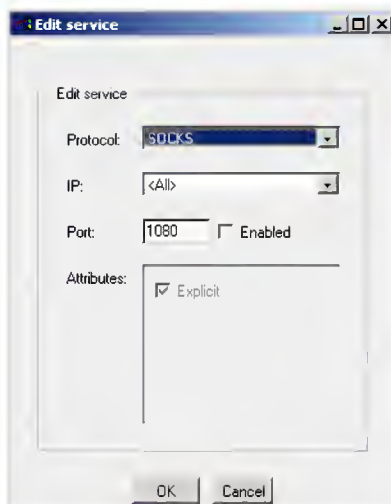 Edit service
Edit service
Protocol: SOCKS
IP: <All>
Port: 1080 Enabled
Attributes: Explicit
OK Cancel